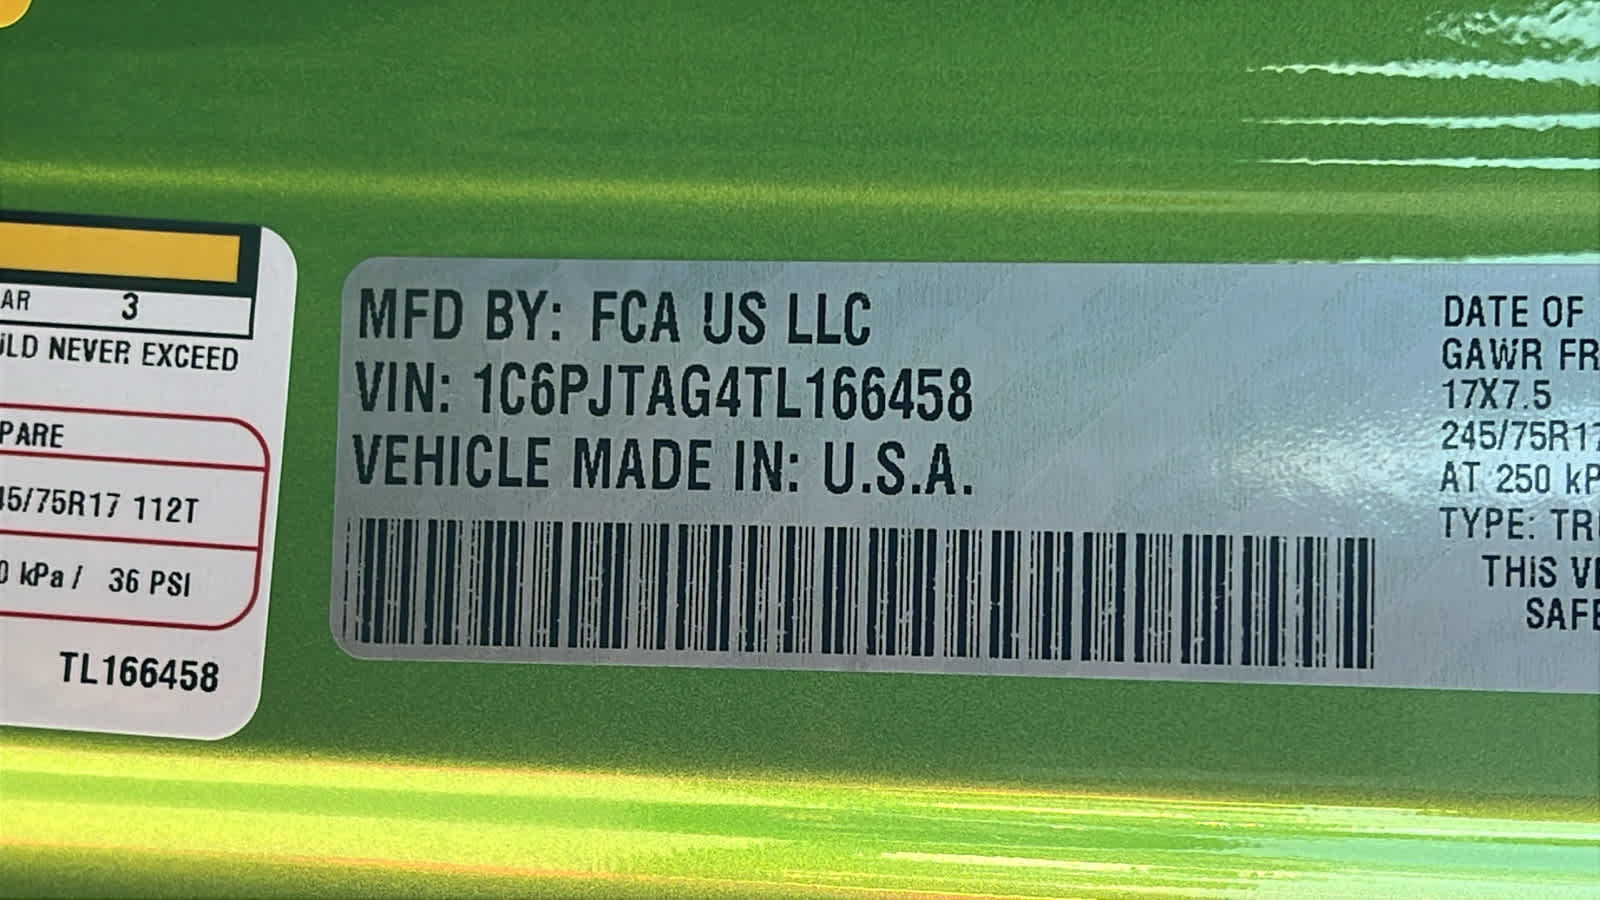 AR 3
ULD NEVER EXCEED
PARE
45/75R17 112T
0 kPa / 36 PSI
TL166458
MFD BY: FCA US LLC
VIN: 1C6PJTAG4TL166458
VEHICLE MADE IN: U.S.A.
DATE OF
GAWR FR
17X7.5
245/75R17
AT 250 kP
TYPE: TR
THIS VE
SAFE